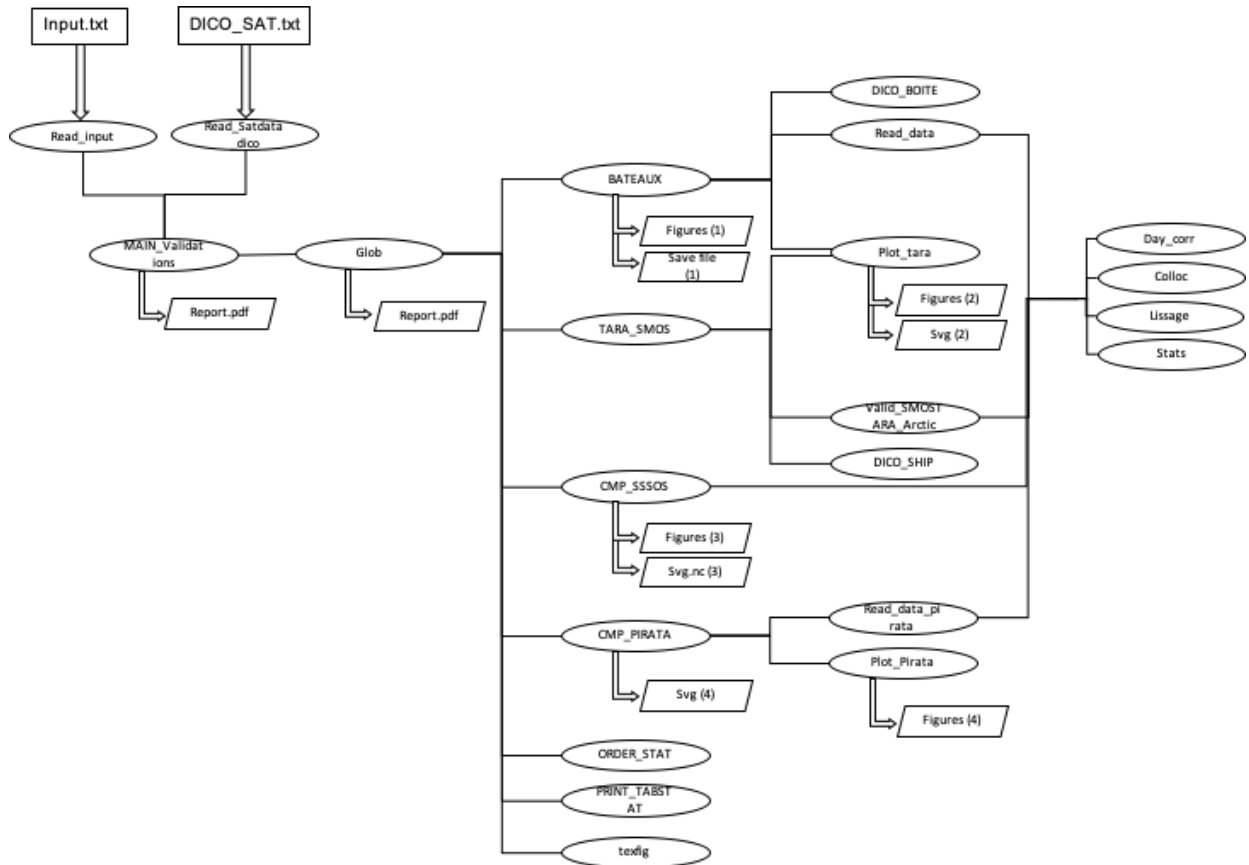 Input.txt
DICO_SAT.txt
Read_input
Read_Satdata
dico
MAIN_Validat
ions
Report.pdf
Glob
Report.pdf
BATEAUX
Figures (1)
Save file
(1)
TARA_SMOS
CMP_SSSOS
Figures (3)
Svg.nc (3)
CMP_PIRATA
Svg (4)
ORDER_STAT
PRINT_TABST
AT
texfig
DICO_BOITE
Read_data
Plot_tara
Figures (2)
Svg (2)
Valid_SMOST
ARA_Arctic
DICO_SHIP
Read_data_pi
rata
Plot_Pirata
Figures (4)
Day_corr
Colloc
Lissage
Stats